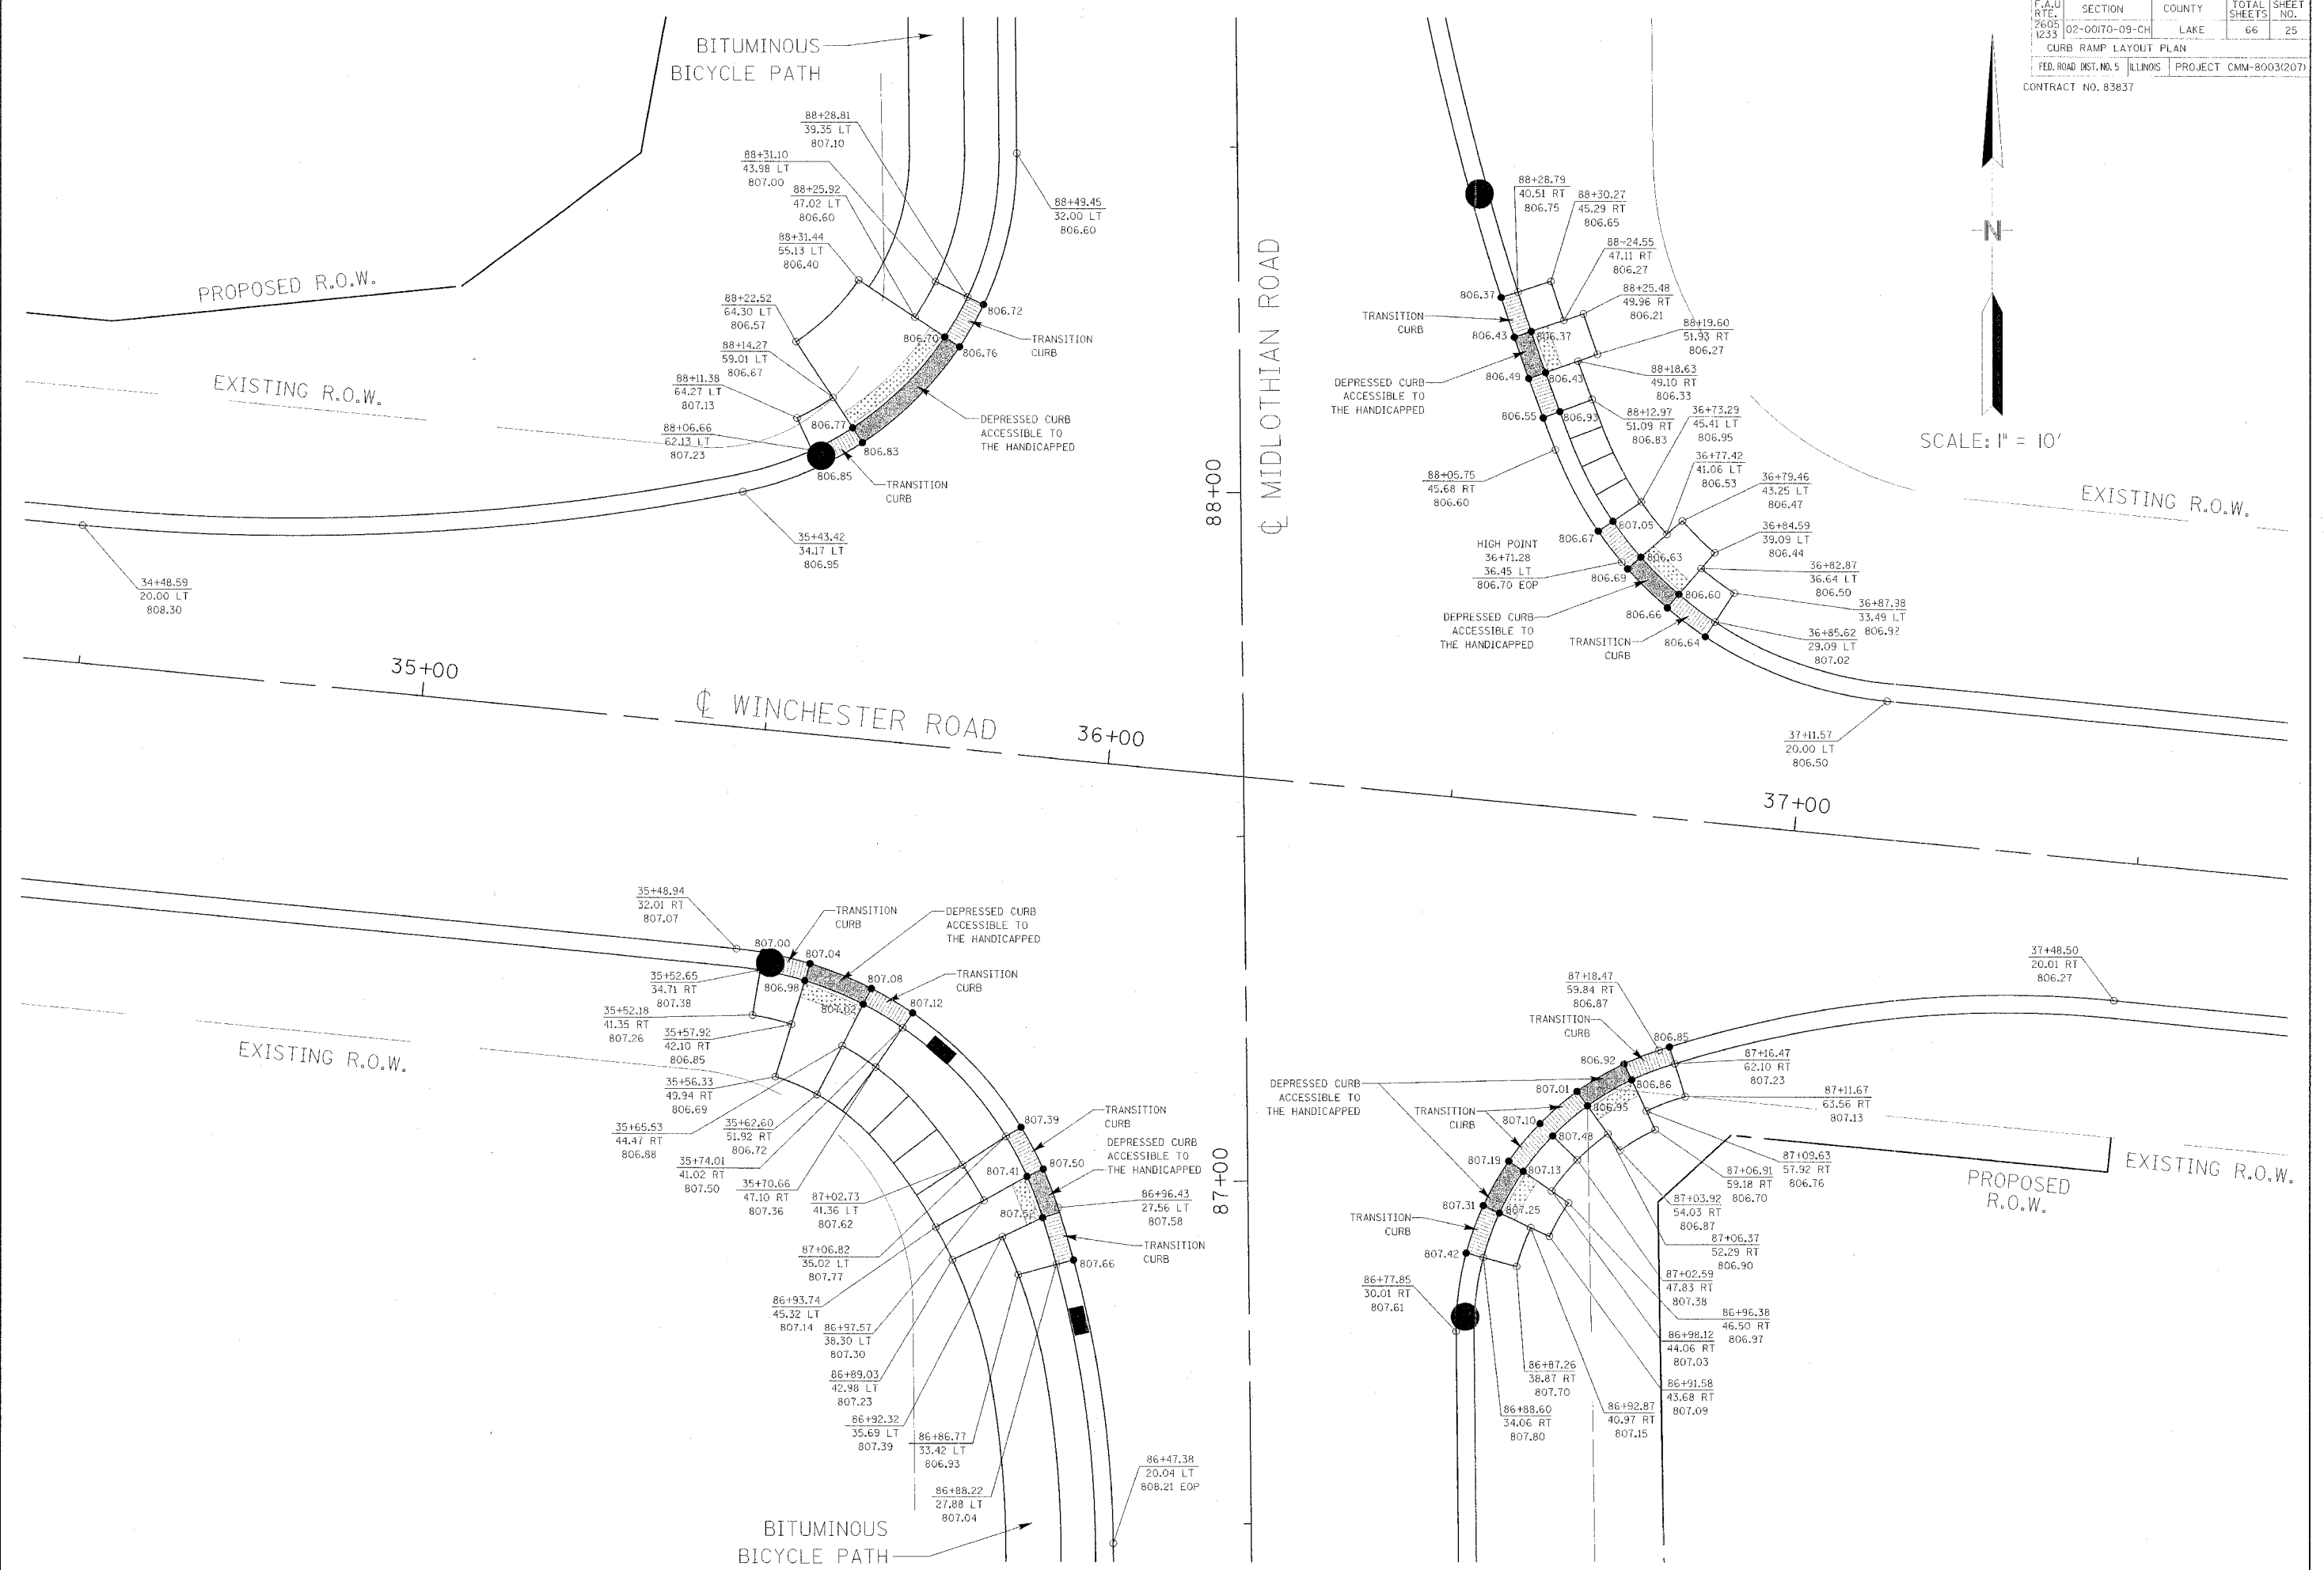 F.A.U RTE.
SECTION
COUNTY
TOTAL SHEETS
SHEET NO.
2605 1233
02-00170-09-CH
LAKE
66
25
CURB RAMP LAYOUT PLAN
FED. ROAD DIST. NO. 5
ILLINOIS
PROJECT CMM-8003(207)
CONTRACT NO. 83837
BITUMINOUS
BICYCLE PATH
88+28.81
39.35 LT
807.10
88+31.10
43.98 LT
807.00
88+25.92
47.02 LT
806.60
88+31.44
55.13 LT
806.40
88+22.52
64.30 LT
806.57
88+14.27
59.01 LT
806.67
88+11.38
64.27 LT
807.13
88+06.66
62.13 LT
807.23
88+49.45
32.00 LT
806.60
PROPOSED R.O.W.
EXISTING R.O.W.
806.72
806.70
806.76
TRANSITION
CURB
806.77
806.83
806.85
DEPRESSED CURB
ACCESSIBLE TO
THE HANDICAPPED
TRANSITION
CURB
35+43.42
34.17 LT
806.95
34+48.59
20.00 LT
808.30
88+00
℄ MIDLOTHIAN ROAD
88+28.79
40.51 RT
806.75
88+30.27
45.29 RT
806.65
88-24.55
47.11 RT
806.27
88+25.48
49.96 RT
806.21
88+19.60
51.93 RT
806.27
88+18.63
49.10 RT
806.33
88+12.97
51.09 RT
806.83
36+73.29
45.41 LT
806.95
36+77.42
41.06 LT
806.53
36+79.46
43.25 LT
806.47
36+84.59
39.09 LT
806.44
36+82.87
36.64 LT
806.50
36+87.98
33.49 LT
806.92
36+85.62
29.09 LT
807.02
806.37
806.43
806.37
806.49
806.43
806.55
806.93
TRANSITION
CURB
DEPRESSED CURB
ACCESSIBLE TO
THE HANDICAPPED
88+05.75
45.68 RT
806.60
806.67
807.05
HIGH POINT
36+71.28
36.45 LT
806.70 EOP
806.63
806.69
806.60
806.66
806.64
DEPRESSED CURB
ACCESSIBLE TO
THE HANDICAPPED
TRANSITION
CURB
37+11.57
20.00 LT
806.50
N
SCALE: 1" = 10'
EXISTING R.O.W.
35+00
℄ WINCHESTER ROAD
36+00
37+00
35+48.94
32.01 RT
807.07
TRANSITION
CURB
DEPRESSED CURB
ACCESSIBLE TO
THE HANDICAPPED
TRANSITION
CURB
807.00
807.04
807.08
807.12
806.98
807.02
35+52.65
34.71 RT
807.38
35+52.18
41.35 RT
807.26
35+57.92
42.10 RT
806.85
35+56.33
49.94 RT
806.69
35+65.53
44.47 RT
806.88
35+62.60
51.92 RT
806.72
35+74.01
41.02 RT
807.50
35+70.66
47.10 RT
807.36
EXISTING R.O.W.
87+02.73
41.36 LT
807.62
87+06.82
35.02 LT
807.77
86+93.74
45.32 LT
807.14
86+97.57
38.30 LT
807.30
86+89.03
42.98 LT
807.23
86+92.32
35.69 LT
807.39
86+86.77
33.42 LT
806.93
86+88.22
27.88 LT
807.04
807.39
807.41
807.50
807.66
TRANSITION
CURB
DEPRESSED CURB
ACCESSIBLE TO
THE HANDICAPPED
86+96.43
27.56 LT
807.58
TRANSITION
CURB
87+00
86+47.38
20.04 LT
808.21 EOP
BITUMINOUS
BICYCLE PATH
37+48.50
20.01 RT
806.27
87+18.47
59.84 RT
806.87
TRANSITION
CURB
806.85
806.92
806.86
807.01
806.95
807.10
807.48
807.19
807.13
807.31
807.25
807.42
DEPRESSED CURB
ACCESSIBLE TO
THE HANDICAPPED
TRANSITION
CURB
TRANSITION
CURB
86+77.85
30.01 RT
807.61
87+16.47
62.10 RT
807.23
87+11.67
63.56 RT
807.13
87+09.63
57.92 RT
806.76
87+06.91
59.18 RT
806.70
87+03.92
54.03 RT
806.87
87+06.37
52.29 RT
806.90
87+02.59
47.83 RT
807.38
86+96.38
46.50 RT
806.97
86+98.12
44.06 RT
807.03
86+91.58
43.68 RT
807.09
86+87.26
38.87 RT
807.70
86+92.87
40.97 RT
807.15
86+88.60
34.06 RT
807.80
PROPOSED
R.O.W.
EXISTING R.O.W.